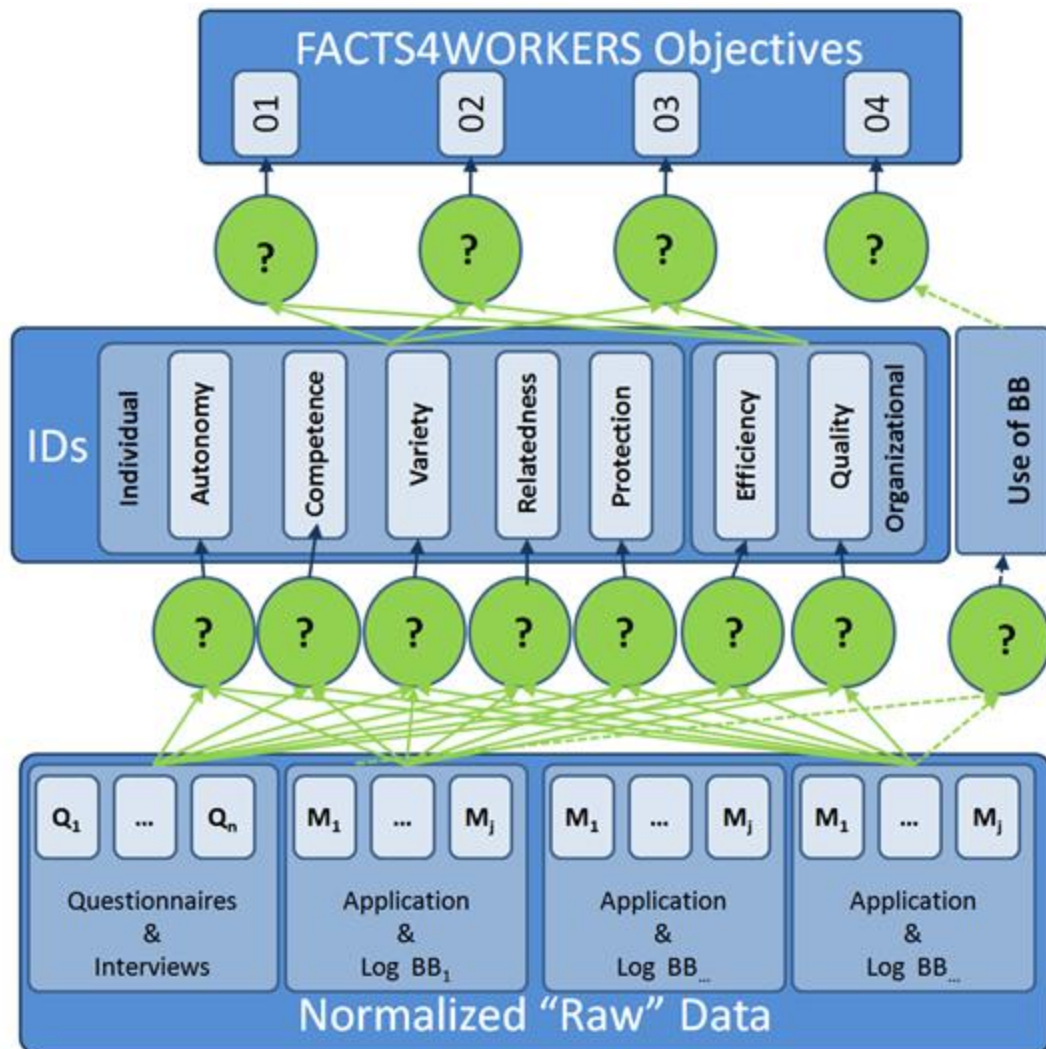 FACTS4WORKERS Objectives
01
02
03
04
?
?
?
?
IDs
Individual
Autonomy
Competence
Variety
Relatedness
Protection
Efficiency
Quality
Organizational
Use of BB
?
?
?
?
?
?
?
?
Q₁
...
Qₙ
M₁
...
Mⱼ
M₁
...
Mⱼ
M₁
...
Mⱼ
Questionnaires
&
Interviews
Application
&
Log BB₁
Application
&
Log BB...
Application
&
Log BB...
Normalized “Raw” Data